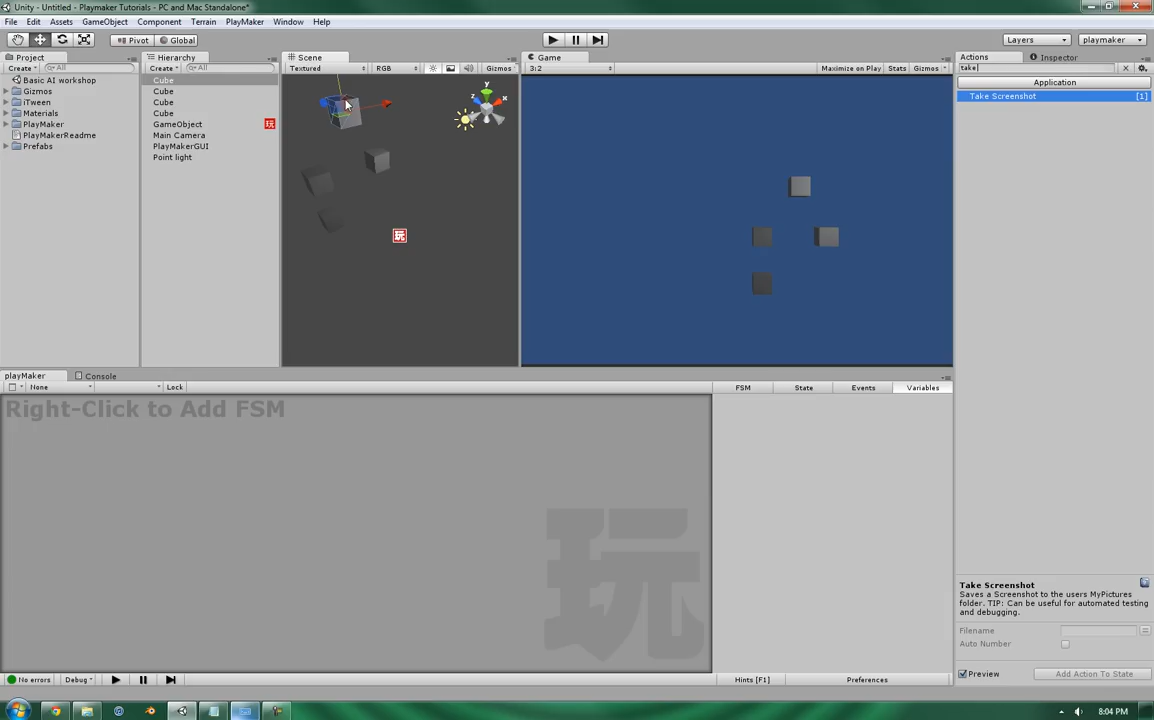 Unity - Untitled - Playmaker Tutorials - PC and Mac Standalone*
File Edit Assets GameObject Component Terrain PlayMaker Window Help
Pivot Global Layers playmaker
Project Hierarchy Scene Game Actions Inspector
Create All Create All Textured RGB Gizmos 3:2 Maximize on Play Stats Gizmos take
Basic AI workshop
Gizmos
iTween
Materials
PlayMaker
PlayMakerReadme
Prefabs
Cube
Cube
Cube
Cube
GameObject 玩
Main Camera
PlayMakerGUI
Point light
y
z x
玩
Application
Take Screenshot [1]
playMaker Console
None Lock FSM State Events Variables
Right-Click to Add FSM
玩
Take Screenshot
Saves a Screenshot to the users MyPictures
folder. TIP: Can be useful for automated testing
and debugging.
Filename
Auto Number
Preview Add Action To State
No errors Debug Hints [F1] Preferences
8:04 PM